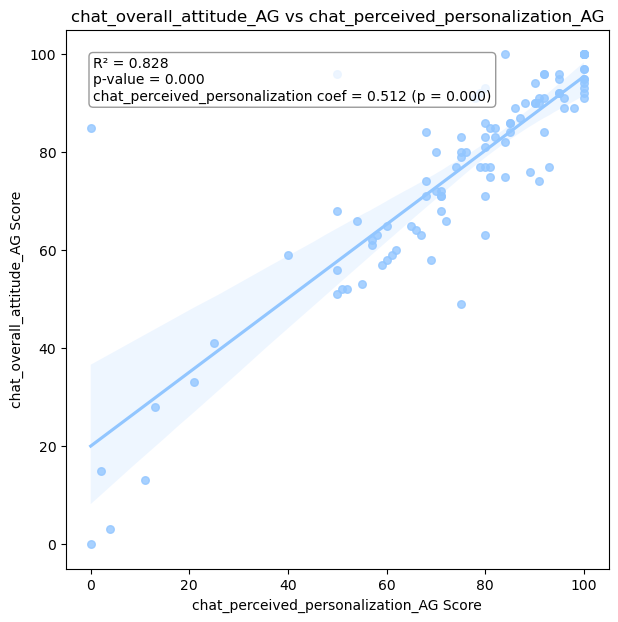 chat_overall_attitude_AG vs chat_perceived_personalization_AG
R² = 0.828
p-value = 0.000
chat_perceived_personalization coef = 0.512 (p = 0.000)
100
80
60
40
20
0
chat_overall_attitude_AG Score
0 20 40 60 80 100
chat_perceived_personalization_AG Score